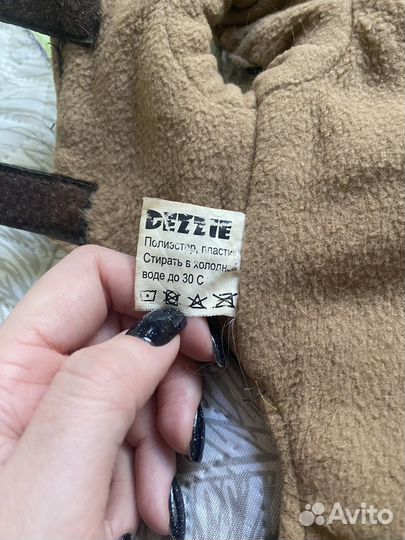 DEZZIE
Полиэстер, пластик
Стирать в холодной
воде до 30 С
Avito